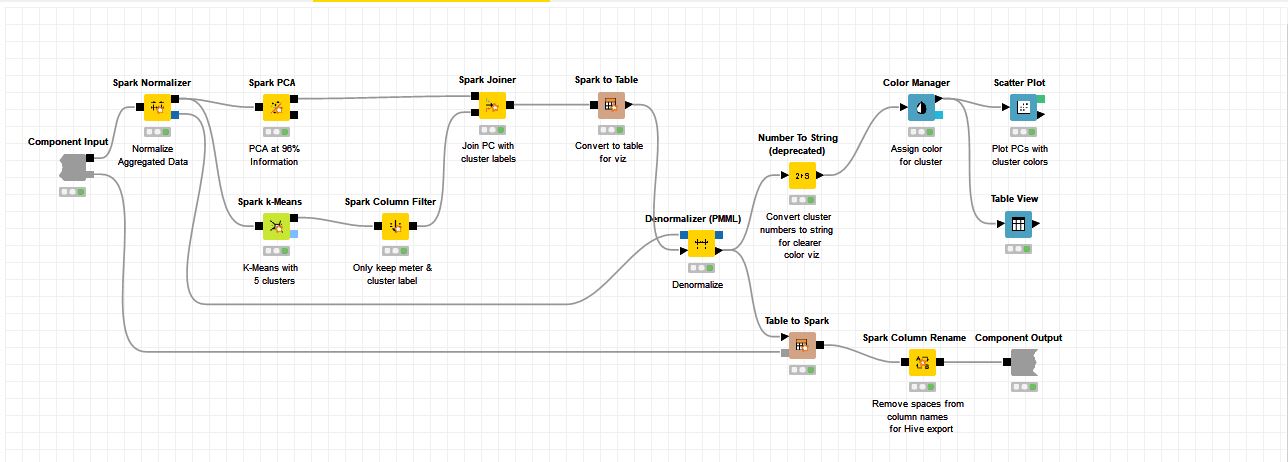 Spark Normalizer
Normalize
Aggregated Data
Spark PCA
PCA at 96%
Information
Spark Joiner
Join PC with
cluster labels
Spark to Table
Convert to table
for viz
Color Manager
Assign color
for cluster
Scatter Plot
Plot PCs with
cluster colors
Component Input
Number To String
(deprecated)
2▸S
Convert cluster
numbers to string
for clearer
color viz
Spark k-Means
K-Means with
5 clusters
Spark Column Filter
Only keep meter &
cluster label
Table View
Denormalizer (PMML)
Denormalize
Table to Spark
Spark Column Rename
Remove spaces from
column names
for Hive export
Component Output